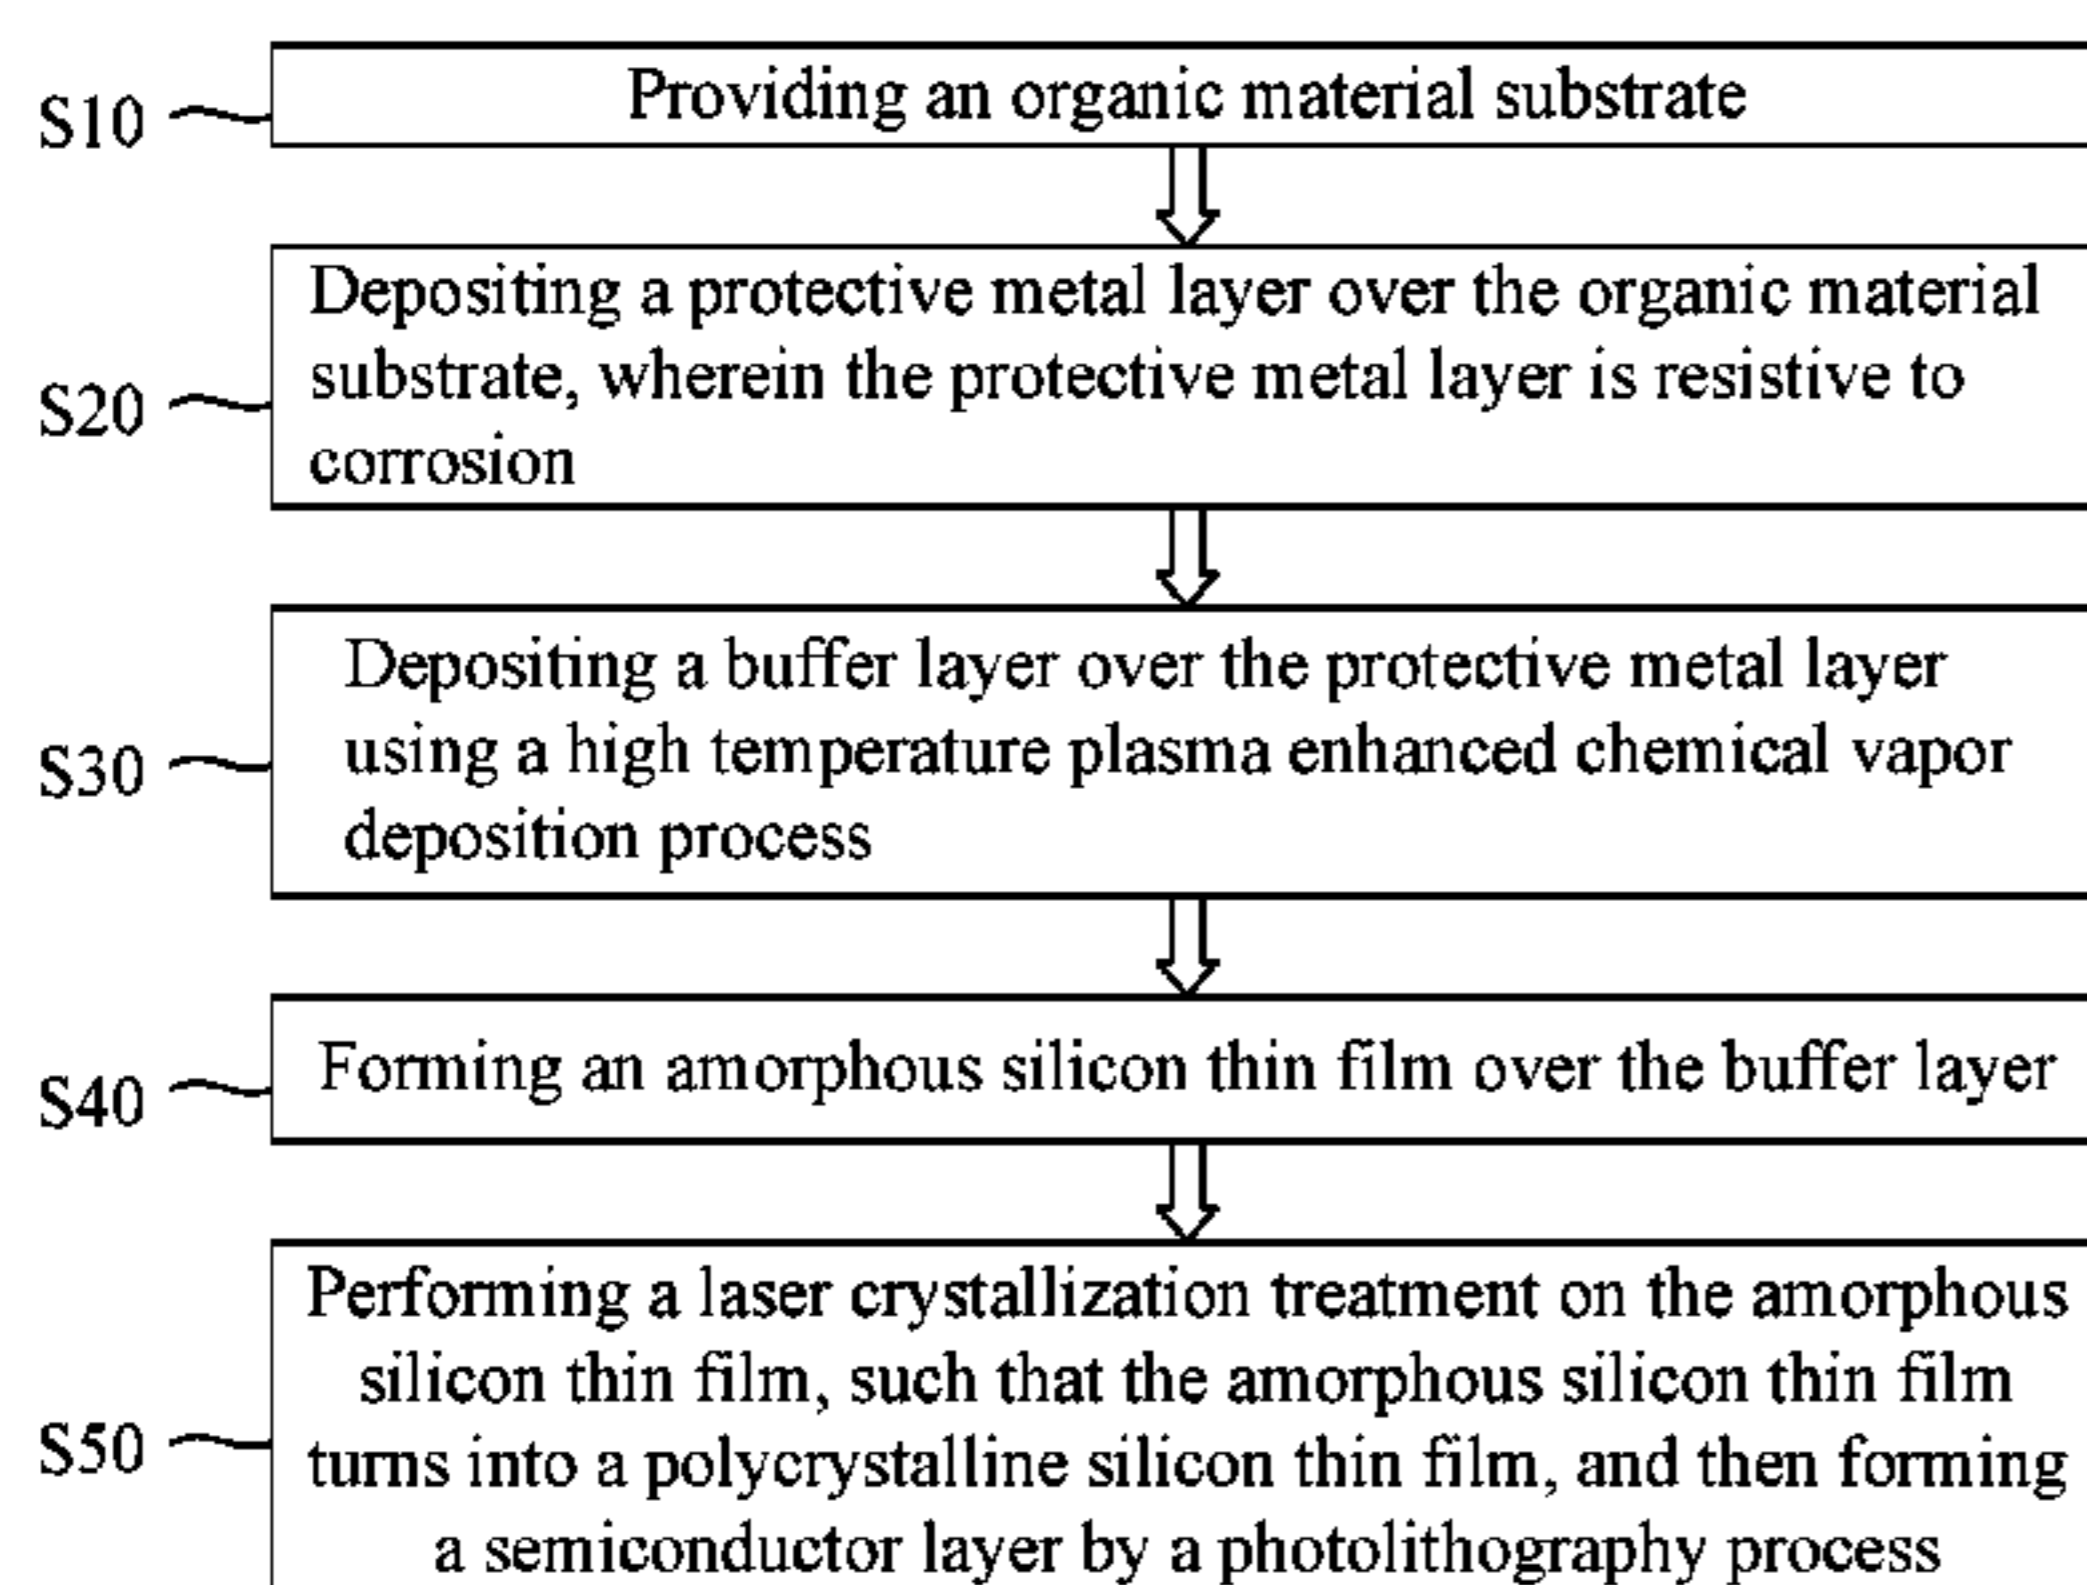 S10
Providing an organic material substrate
S20
Depositing a protective metal layer over the organic material
substrate, wherein the protective metal layer is resistive to
corrosion
S30
Depositing a buffer layer over the protective metal layer
using a high temperature plasma enhanced chemical vapor
deposition process
S40
Forming an amorphous silicon thin film over the buffer layer
S50
Performing a laser crystallization treatment on the amorphous
silicon thin film, such that the amorphous silicon thin film
turns into a polycrystalline silicon thin film, and then forming
a semiconductor layer by a photolithography process